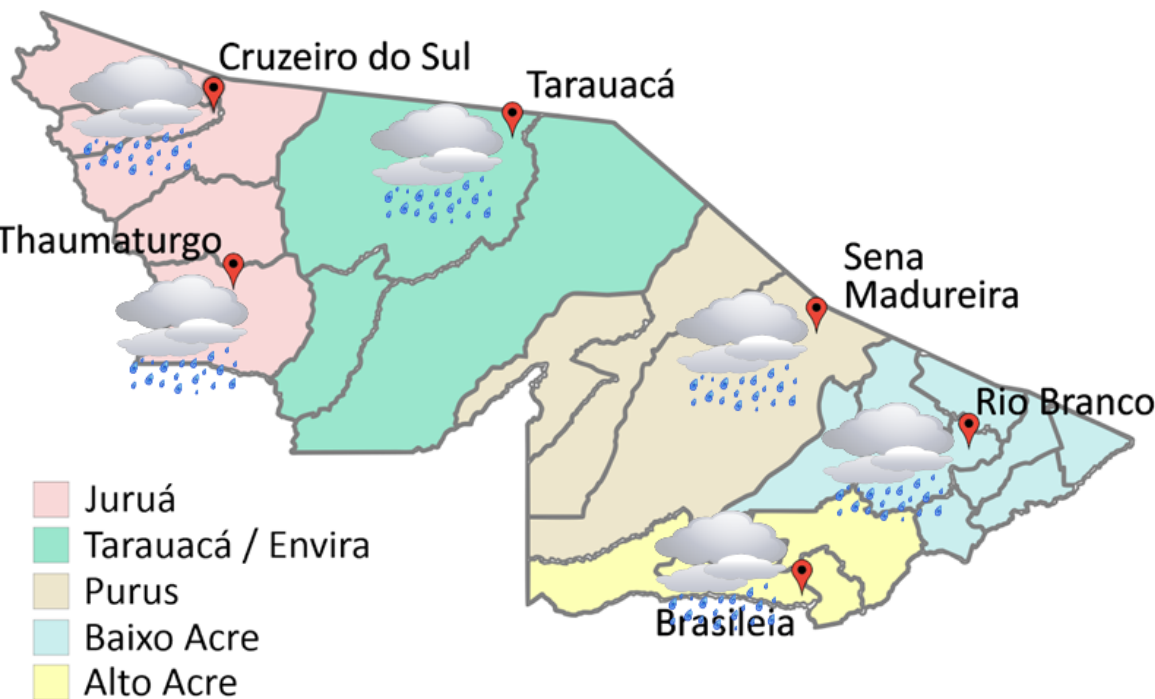 Cruzeiro do Sul
Tarauacá
Thaumaturgo
Sena
Madureira
Rio Branco
Brasileia
Juruá
Tarauacá / Envira
Purus
Baixo Acre
Alto Acre